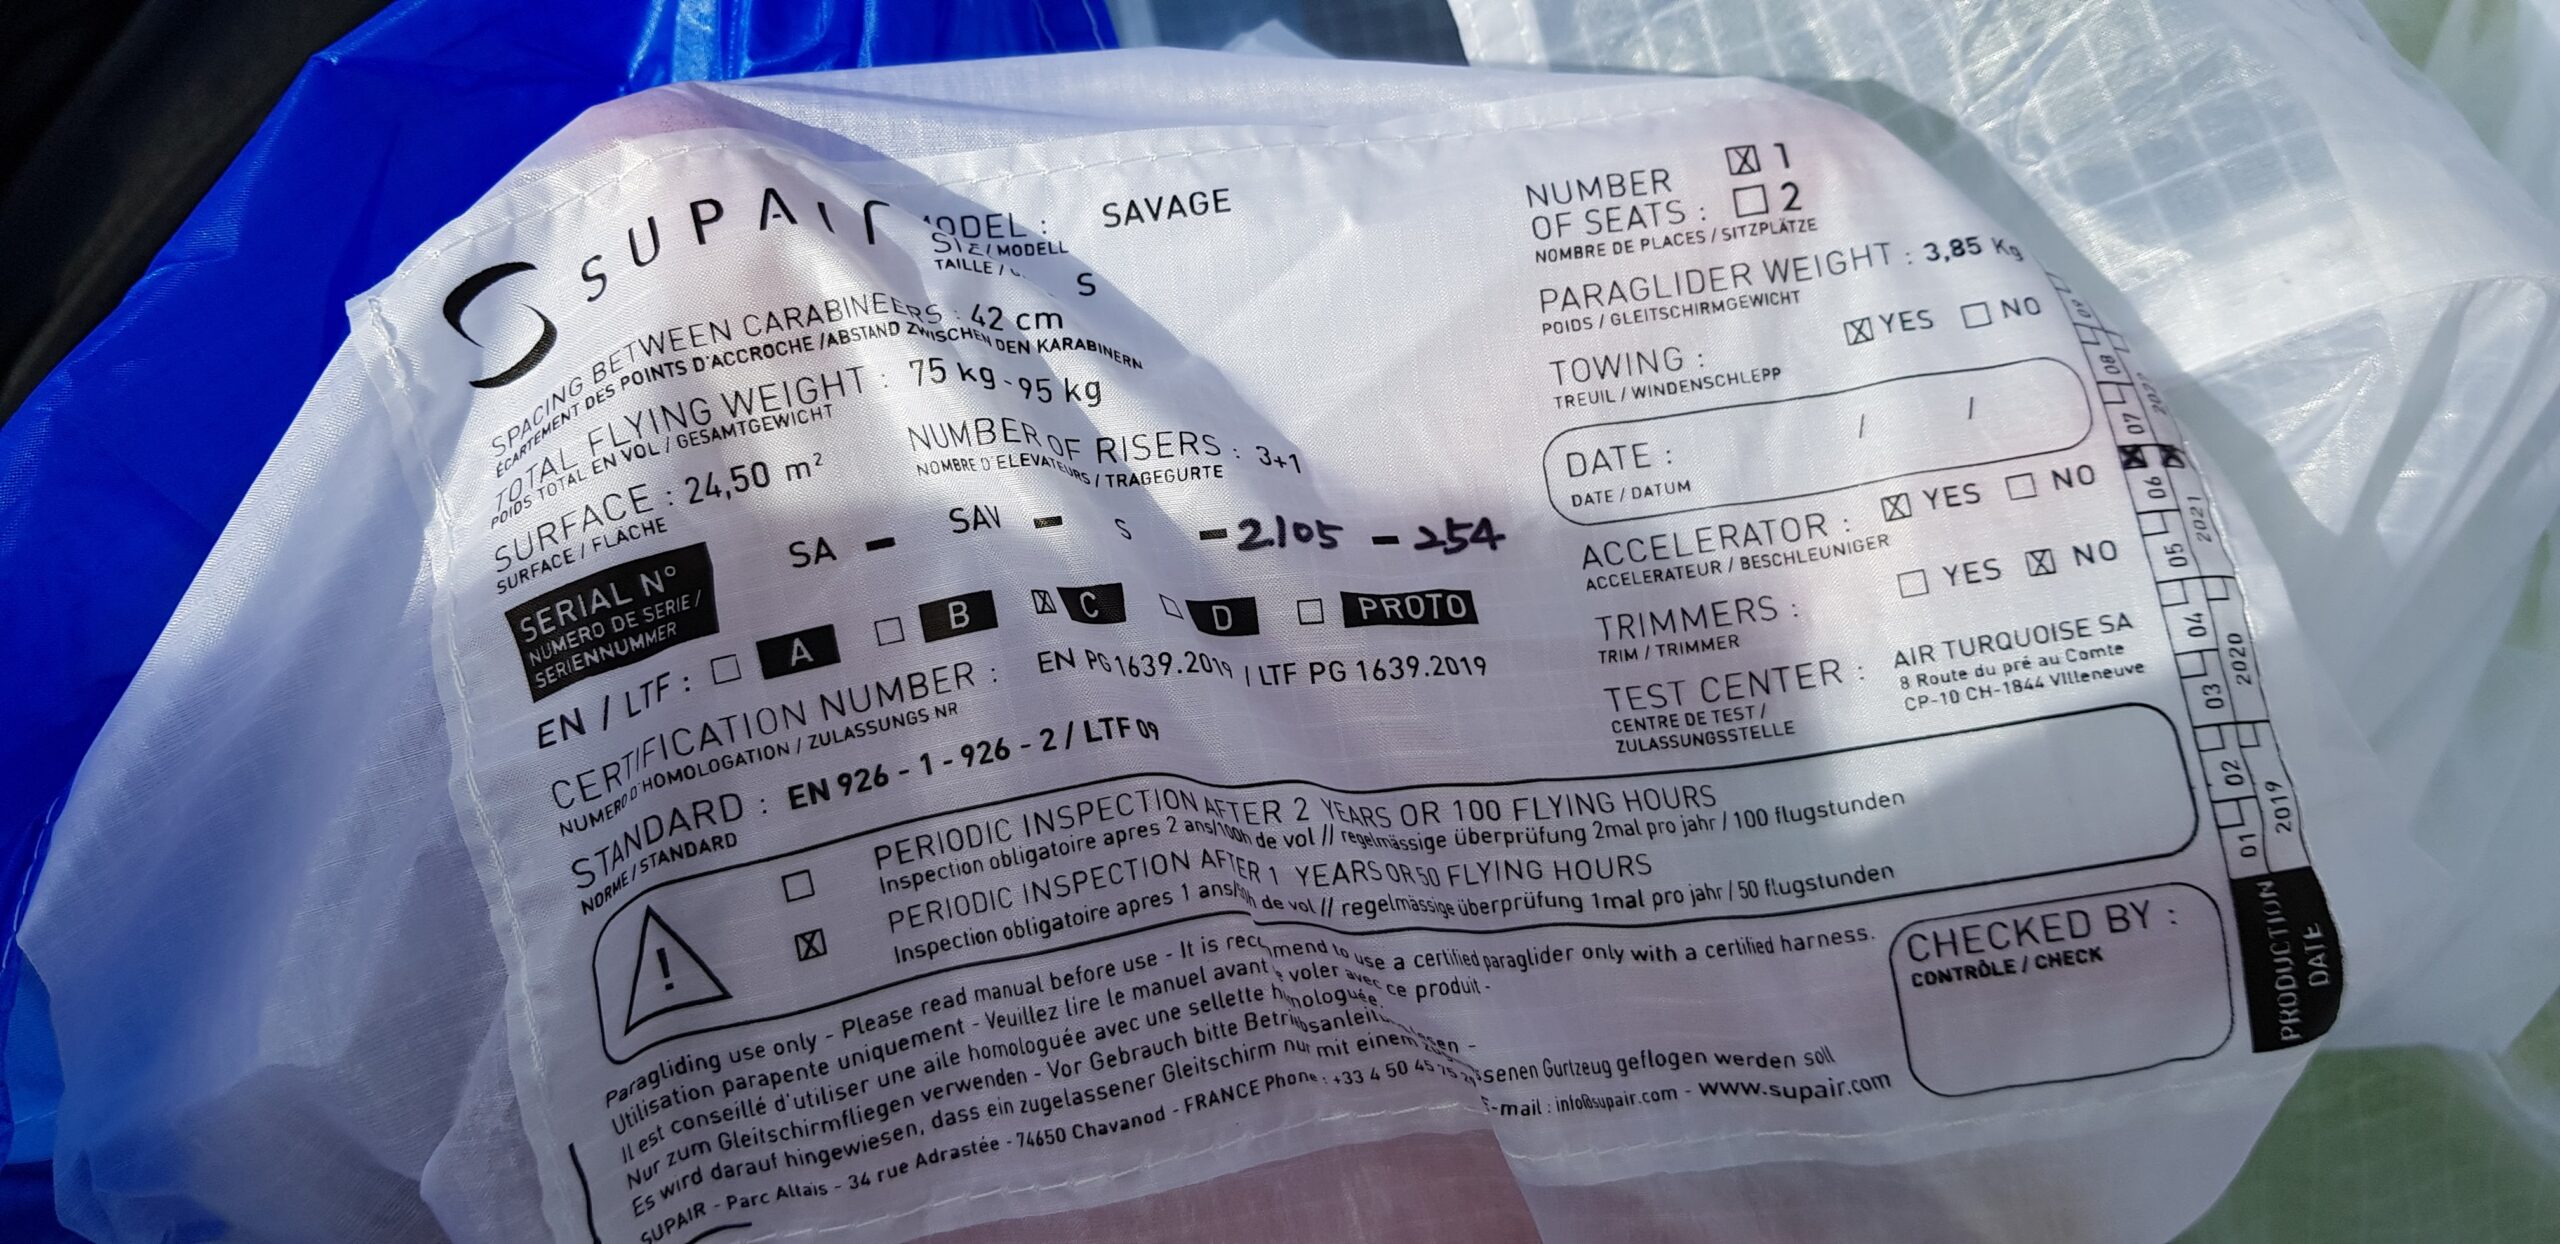 SUPAIR
MODEL : SAVAGE
/ MODELL
TAILLE /
S
SPACING BETWEEN CARABINEERS : 42 cm
ÉCARTEMENT DES POINTS D'ACCROCHE /ABSTAND ZWISCHEN DEN KARABINERN
TOTAL FLYING WEIGHT : 75 kg - 95 kg
POIDS TOTAL EN VOL / GESAMTGEWICHT
SURFACE : 24,50 m²
SURFACE / FLÄCHE
NUMBER OF RISERS : 3+1
NOMBRE D'ELEVATEURS / TRAGEGURTE
SERIAL N°
NUMERO DE SERIE /
SERIENNUMMER
SA - SAV - S - 2105 - 254
EN / LTF : A B X C D PROTO
CERTIFICATION NUMBER : EN PG1639.2019 / LTF PG 1639.2019
NUMERO D'HOMOLOGATION / ZULASSUNGS NR
STANDARD : EN 926 - 1 - 926 - 2 / LTF 09
NORME / STANDARD
!
PERIODIC INSPECTION AFTER 2 YEARS OR 100 FLYING HOURS
Inspection obligatoire apres 2 ans/100h de vol // regelmässige überprüfung 2mal pro jahr / 100 flugstunden
X PERIODIC INSPECTION AFTER 1 YEARS OR 50 FLYING HOURS
Inspection obligatoire apres 1 ans/50h de vol // regelmässige überprüfung 1mal pro jahr / 50 flugstunden
Paragliding use only - Please read manual before use - It is recommend to use a certified paraglider only with a certified harness.
Utilisation parapente uniquement - Veuillez lire le manuel avant voler avec ce produit -
Il est conseillé d'utiliser une aile homologuée avec une sellette homologuée.
Nur zum Gleitschirmfliegen verwenden - Vor Gebrauch bitte -
Es wird darauf hingewiesen, dass ein zugelassener Gleitschirm nur mit einem Gurtzeug geflogen werden soll
SUPAIR - Parc Altaïs - 34 rue Adrastée - 74650 Chavanod - FRANCE Phone : +33 4 50 45 75 E-mail : info@supair.com - www.supair.com
NUMBER X 1
OF SEATS : 2
NOMBRE DE PLACES / SITZPLÄTZE
PARAGLIDER WEIGHT : 3,85 Kg
POIDS / GLEITSCHIRMGEWICHT
TOWING : X YES NO
TREUIL / WINDENSCHLEPP
DATE : / /
DATE / DATUM
ACCELERATOR : X YES NO
ACCELERATEUR / BESCHLEUNIGER
TRIMMERS : YES X NO
TRIM / TRIMMER
TEST CENTER : AIR TURQUOISE SA
CENTRE DE TEST / 8 Route du pré au Comte
ZULASSUNGSSTELLE CP-10 CH-1844 Villeneuve
CHECKED BY :
CONTRÔLE / CHECK
PRODUCTION
DATE
01 02 03 04 05 06 X 07 08 09
2019 2020 2021 X 2022